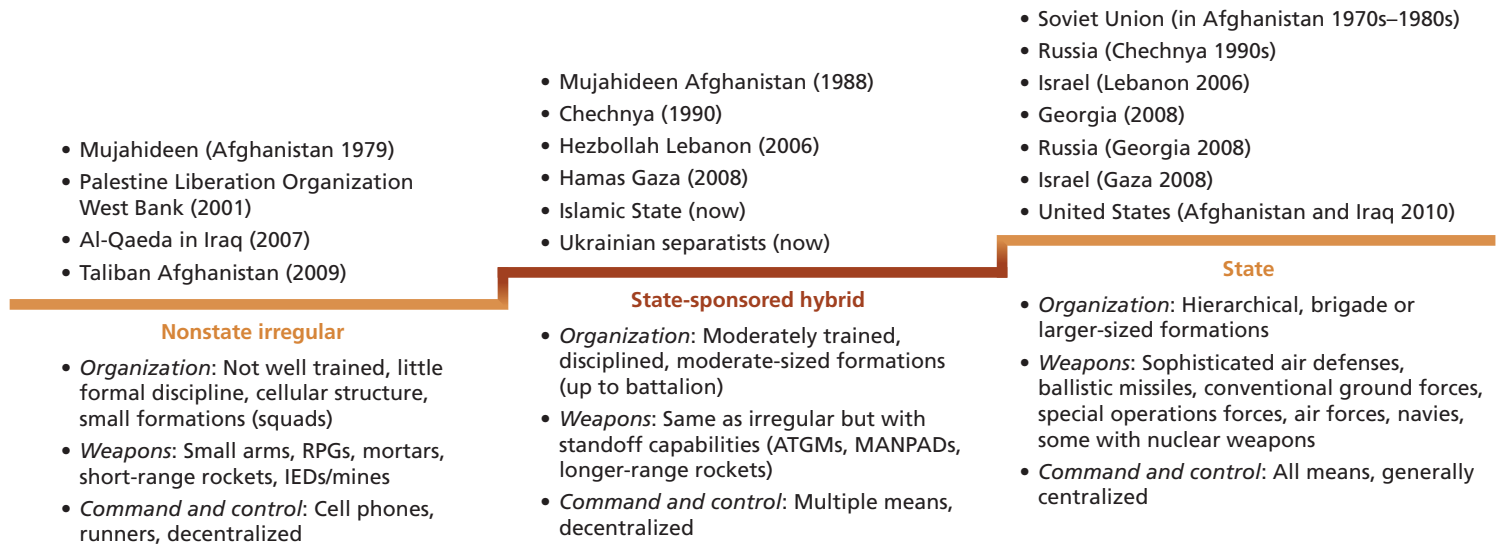 • Mujahideen (Afghanistan 1979)
• Palestine Liberation Organization
West Bank (2001)
• Al-Qaeda in Iraq (2007)
• Taliban Afghanistan (2009)
Nonstate irregular
• Organization: Not well trained, little
formal discipline, cellular structure,
small formations (squads)
• Weapons: Small arms, RPGs, mortars,
short-range rockets, IEDs/mines
• Command and control: Cell phones,
runners, decentralized
• Mujahideen Afghanistan (1988)
• Chechnya (1990)
• Hezbollah Lebanon (2006)
• Hamas Gaza (2008)
• Islamic State (now)
• Ukrainian separatists (now)
State-sponsored hybrid
• Organization: Moderately trained,
disciplined, moderate-sized formations
(up to battalion)
• Weapons: Same as irregular but with
standoff capabilities (ATGMs, MANPADs,
longer-range rockets)
• Command and control: Multiple means,
decentralized
• Soviet Union (in Afghanistan 1970s–1980s)
• Russia (Chechnya 1990s)
• Israel (Lebanon 2006)
• Georgia (2008)
• Russia (Georgia 2008)
• Israel (Gaza 2008)
• United States (Afghanistan and Iraq 2010)
State
• Organization: Hierarchical, brigade or
larger-sized formations
• Weapons: Sophisticated air defenses,
ballistic missiles, conventional ground forces,
special operations forces, air forces, navies,
some with nuclear weapons
• Command and control: All means, generally
centralized